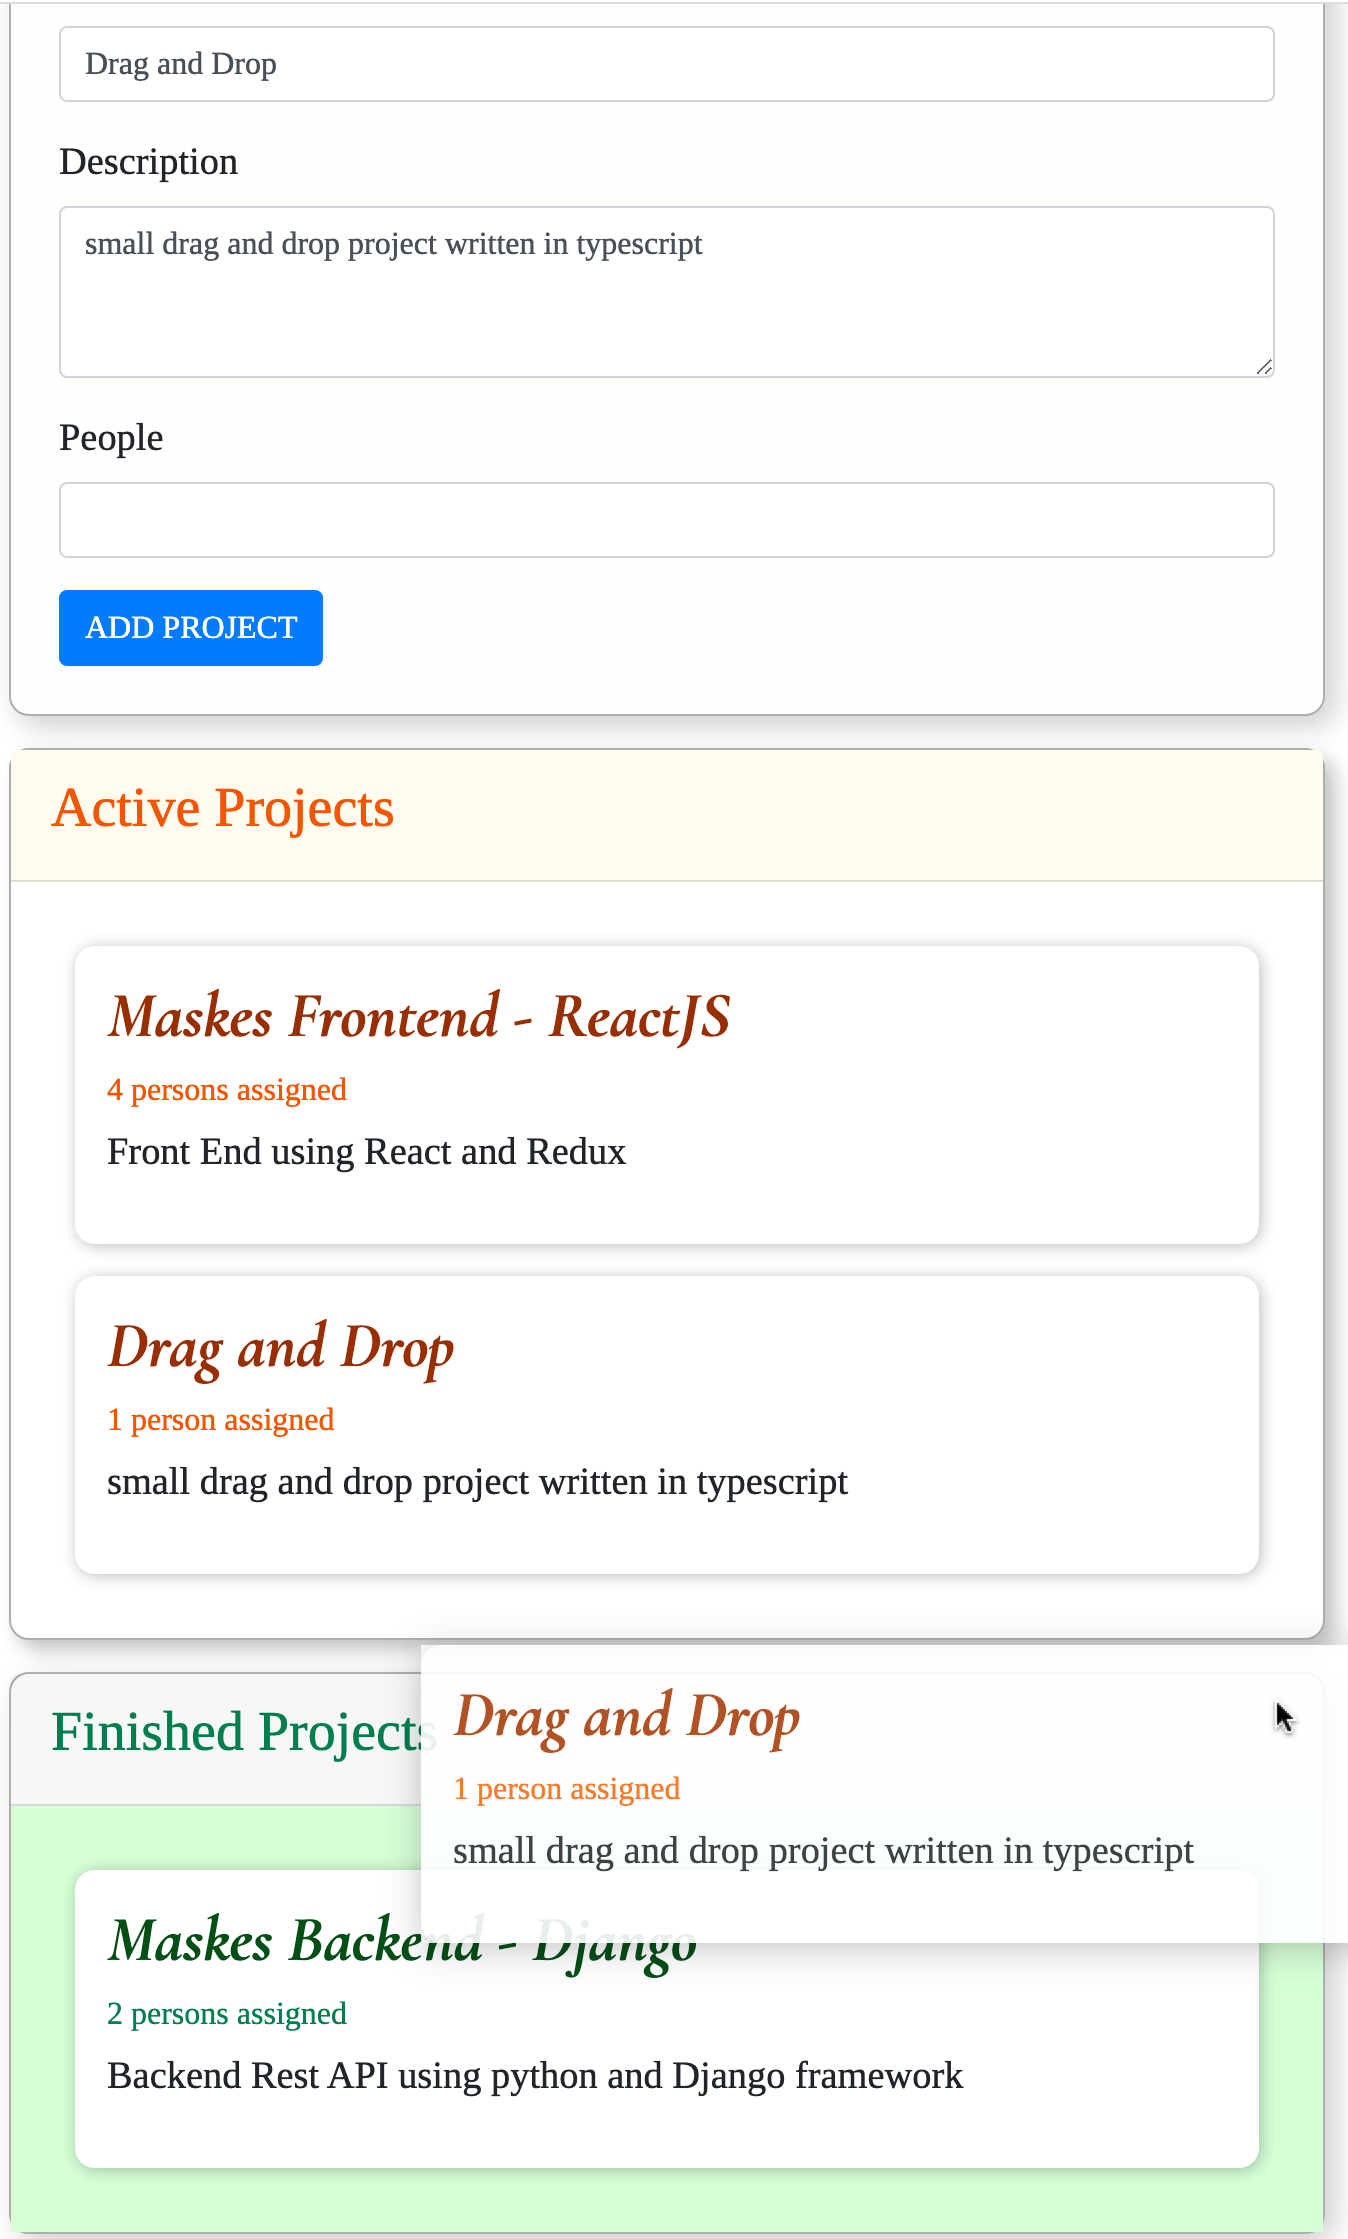 Drag and Drop
Description
small drag and drop project written in typescript
People
ADD PROJECT
Active Projects
Maskes Frontend - ReactJS
4 persons assigned
Front End using React and Redux
Drag and Drop
1 person assigned
small drag and drop project written in typescript
Finished Projects
Drag and Drop
1 person assigned
small drag and drop project written in typescript
Maskes Backend - Django
2 persons assigned
Backend Rest API using python and Django framework